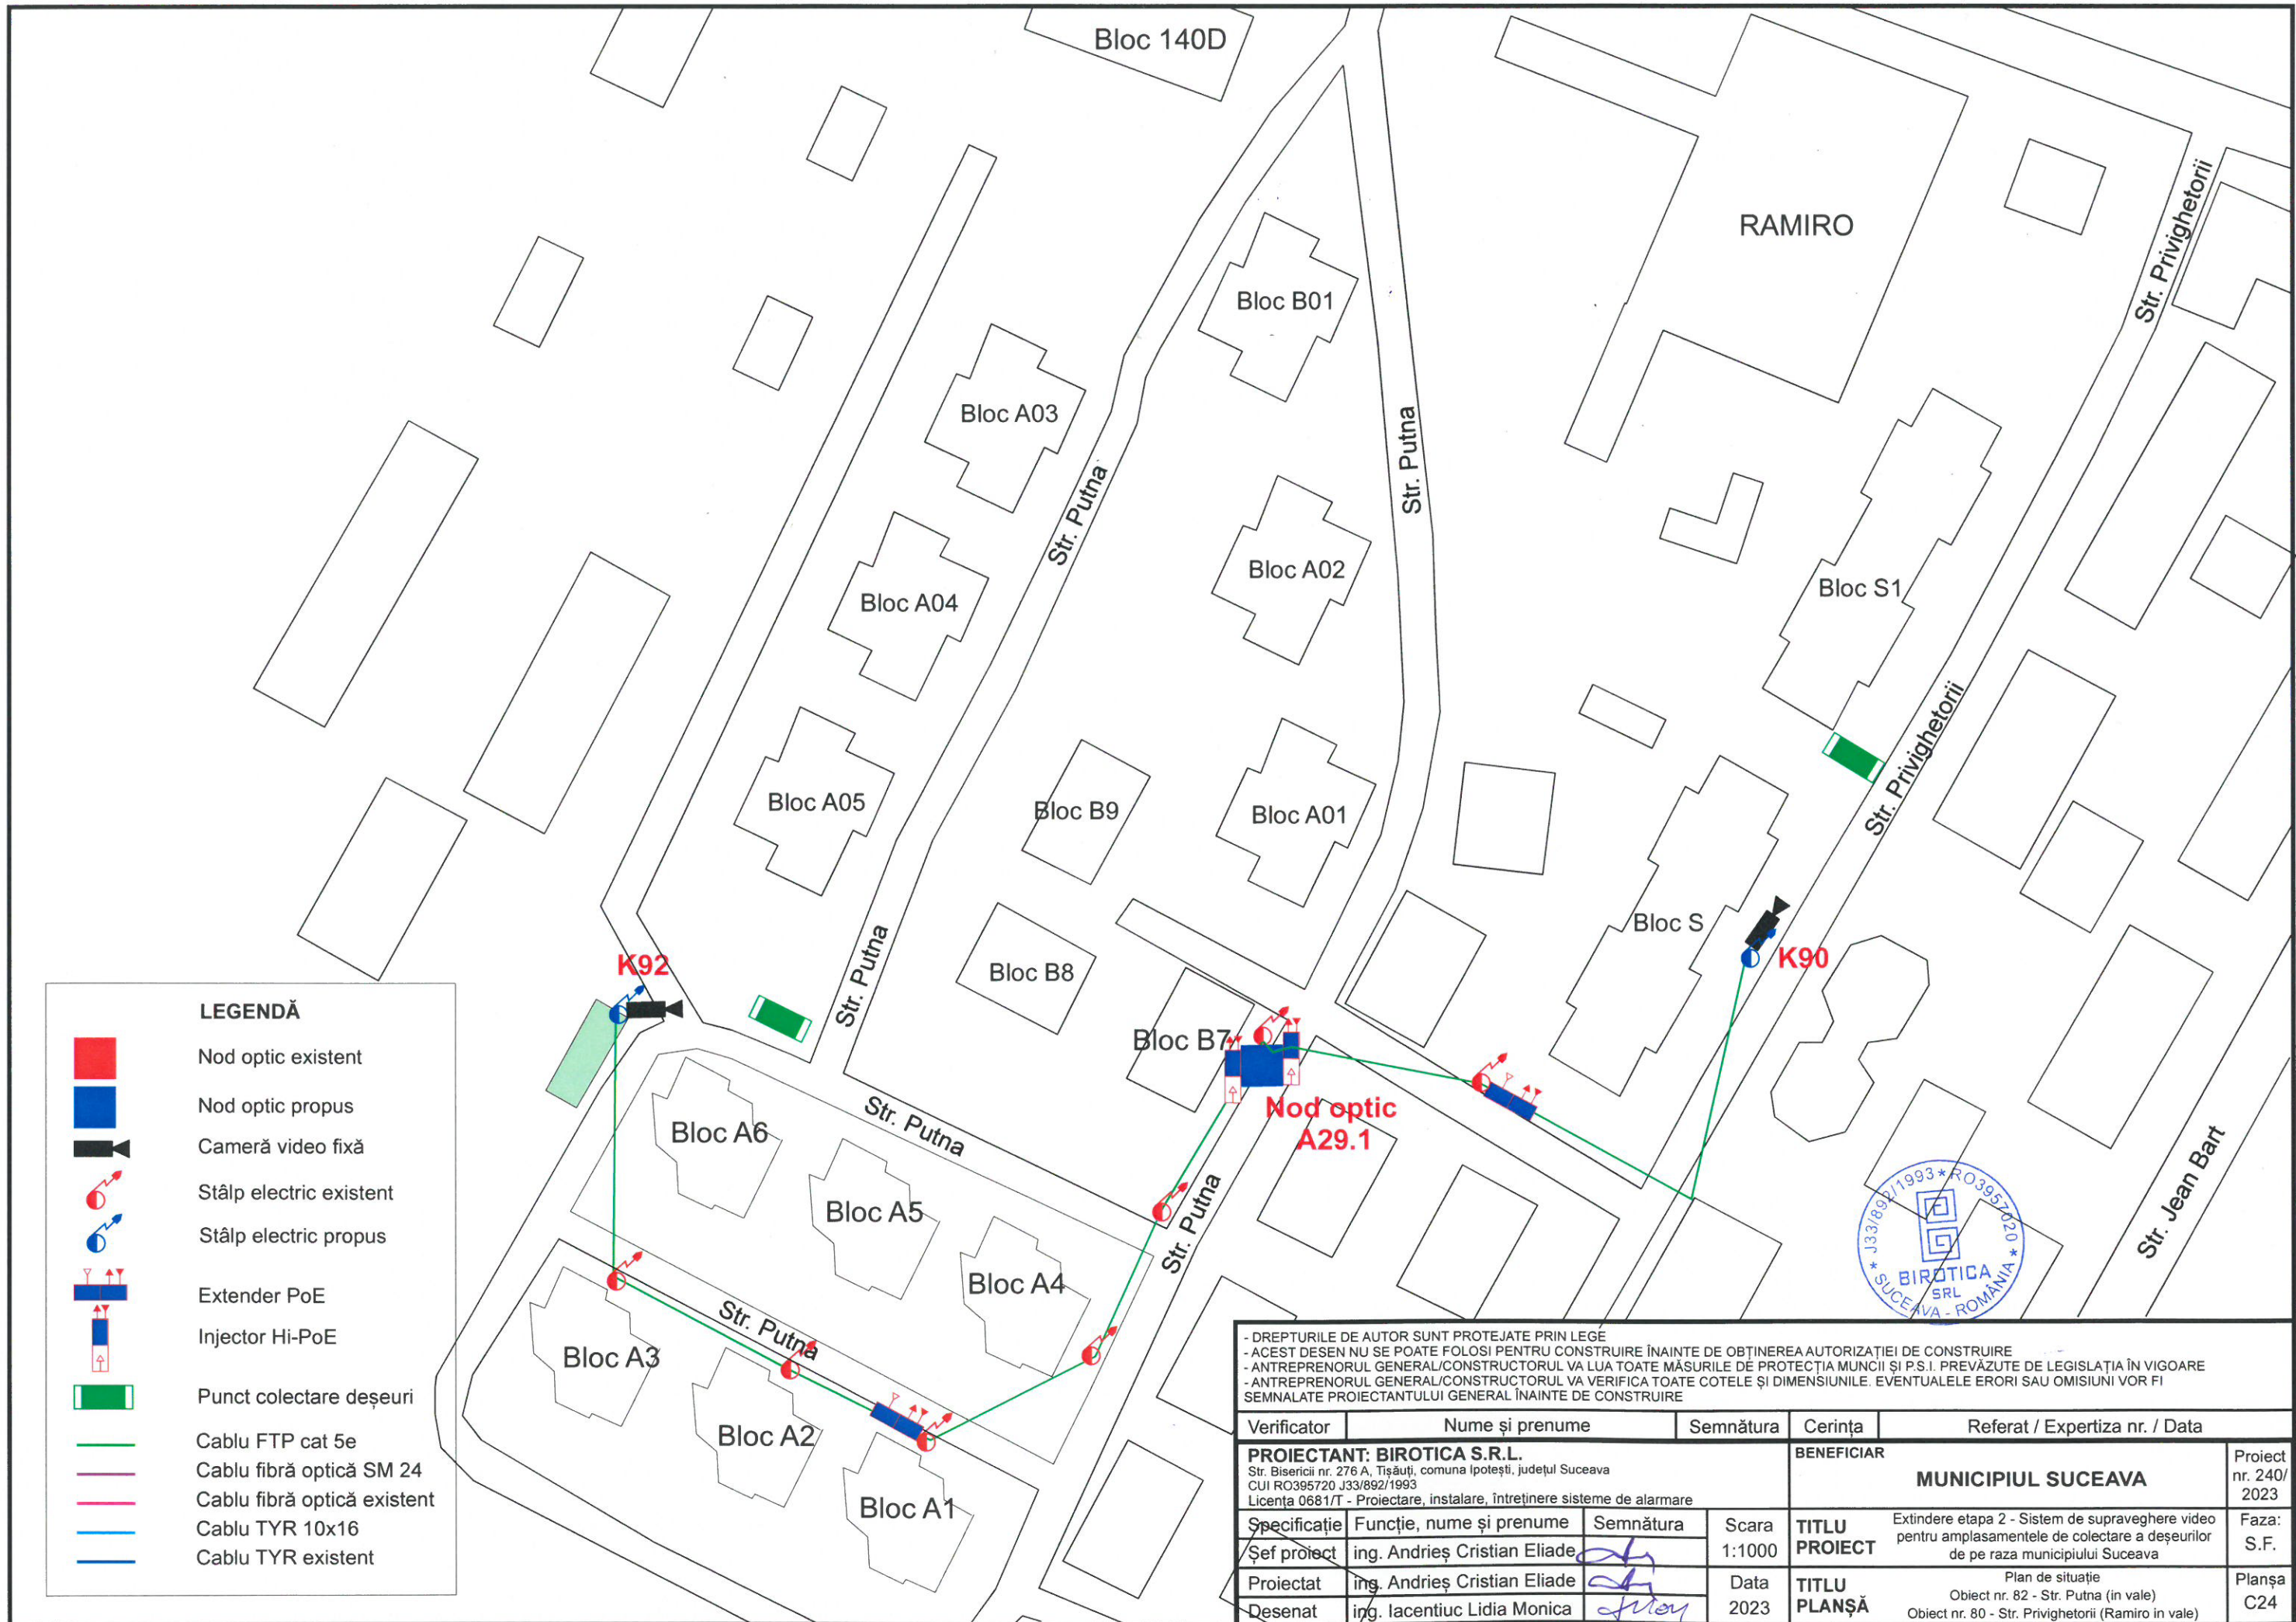 Bloc 140D
RAMIRO
Str. Privighetorii
Bloc B01
Bloc A03
Str. Putna
Str. Putna
Bloc A02
Bloc A04
Bloc S1
Str. Privighetorii
Bloc A05
Bloc B9
Bloc A01
Bloc S
K90
K92
Str. Putna
Bloc B8
Bloc B7
Nod optic
A29.1
Bloc A6
Str. Putna
Bloc A5
Str. Putna
Bloc A4
Str. Putna
Bloc A3
Bloc A2
Bloc A1
Str. Jean Bart
LEGENDĂ
Nod optic existent
Nod optic propus
Cameră video fixă
Stâlp electric existent
Stâlp electric propus
Extender PoE
Injector Hi-PoE
Punct colectare deșeuri
Cablu FTP cat 5e
Cablu fibră optică SM 24
Cablu fibră optică existent
Cablu TYR 10x16
Cablu TYR existent
* J33/892/1993 * RO3957020 *
BIROTICA
SRL
SUCEAVA - ROMÂNIA
- DREPTURILE DE AUTOR SUNT PROTEJATE PRIN LEGE
- ACEST DESEN NU SE POATE FOLOSI PENTRU CONSTRUIRE ÎNAINTE DE OBȚINEREA AUTORIZAȚIEI DE CONSTRUIRE
- ANTREPRENORUL GENERAL/CONSTRUCTORUL VA LUA TOATE MĂSURILE DE PROTECȚIA MUNCII ȘI P.S.I. PREVĂZUTE DE LEGISLAȚIA ÎN VIGOARE
- ANTREPRENORUL GENERAL/CONSTRUCTORUL VA VERIFICA TOATE COTELE ȘI DIMENSIUNILE. EVENTUALELE ERORI SAU OMISIUNI VOR FI
SEMNALATE PROIECTANTULUI GENERAL ÎNAINTE DE CONSTRUIRE
Verificator Nume și prenume Semnătura Cerința Referat / Expertiza nr. / Data
PROIECTANT: BIROTICA S.R.L.
Str. Bisericii nr. 276 A, Tișăuți, comuna Ipotești, județul Suceava
CUI RO395720 J33/892/1993
Licența 0681/T - Proiectare, instalare, întreținere sisteme de alarmare
BENEFICIAR
MUNICIPIUL SUCEAVA
Proiect
nr. 240/
2023
Specificație Funcție, nume și prenume Semnătura
Șef proiect ing. Andrieș Cristian Eliade
Proiectat ing. Andrieș Cristian Eliade
Desenat ing. Iacentiuc Lidia Monica
Scara
1:1000
Data
2023
TITLU
PROIECT
Extindere etapa 2 - Sistem de supraveghere video
pentru amplasamentele de colectare a deșeurilor
de pe raza municipiului Suceava
Faza:
S.F.
TITLU
PLANȘĂ
Plan de situație
Obiect nr. 82 - Str. Putna (in vale)
Obiect nr. 80 - Str. Privighetorii (Ramiro in vale)
Planșa
C24